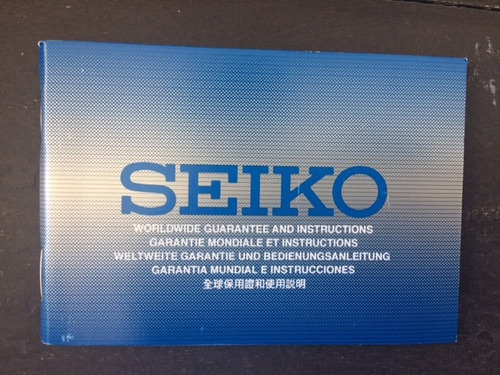 SEIKO
WORLDWIDE GUARANTEE AND INSTRUCTIONS
GARANTIE MONDIALE ET INSTRUCTIONS
WELTWEITE GARANTIE UND BEDIENUNGSANLEITUNG
GARANTIA MUNDIAL E INSTRUCCIONES
全球保用證和使用説明